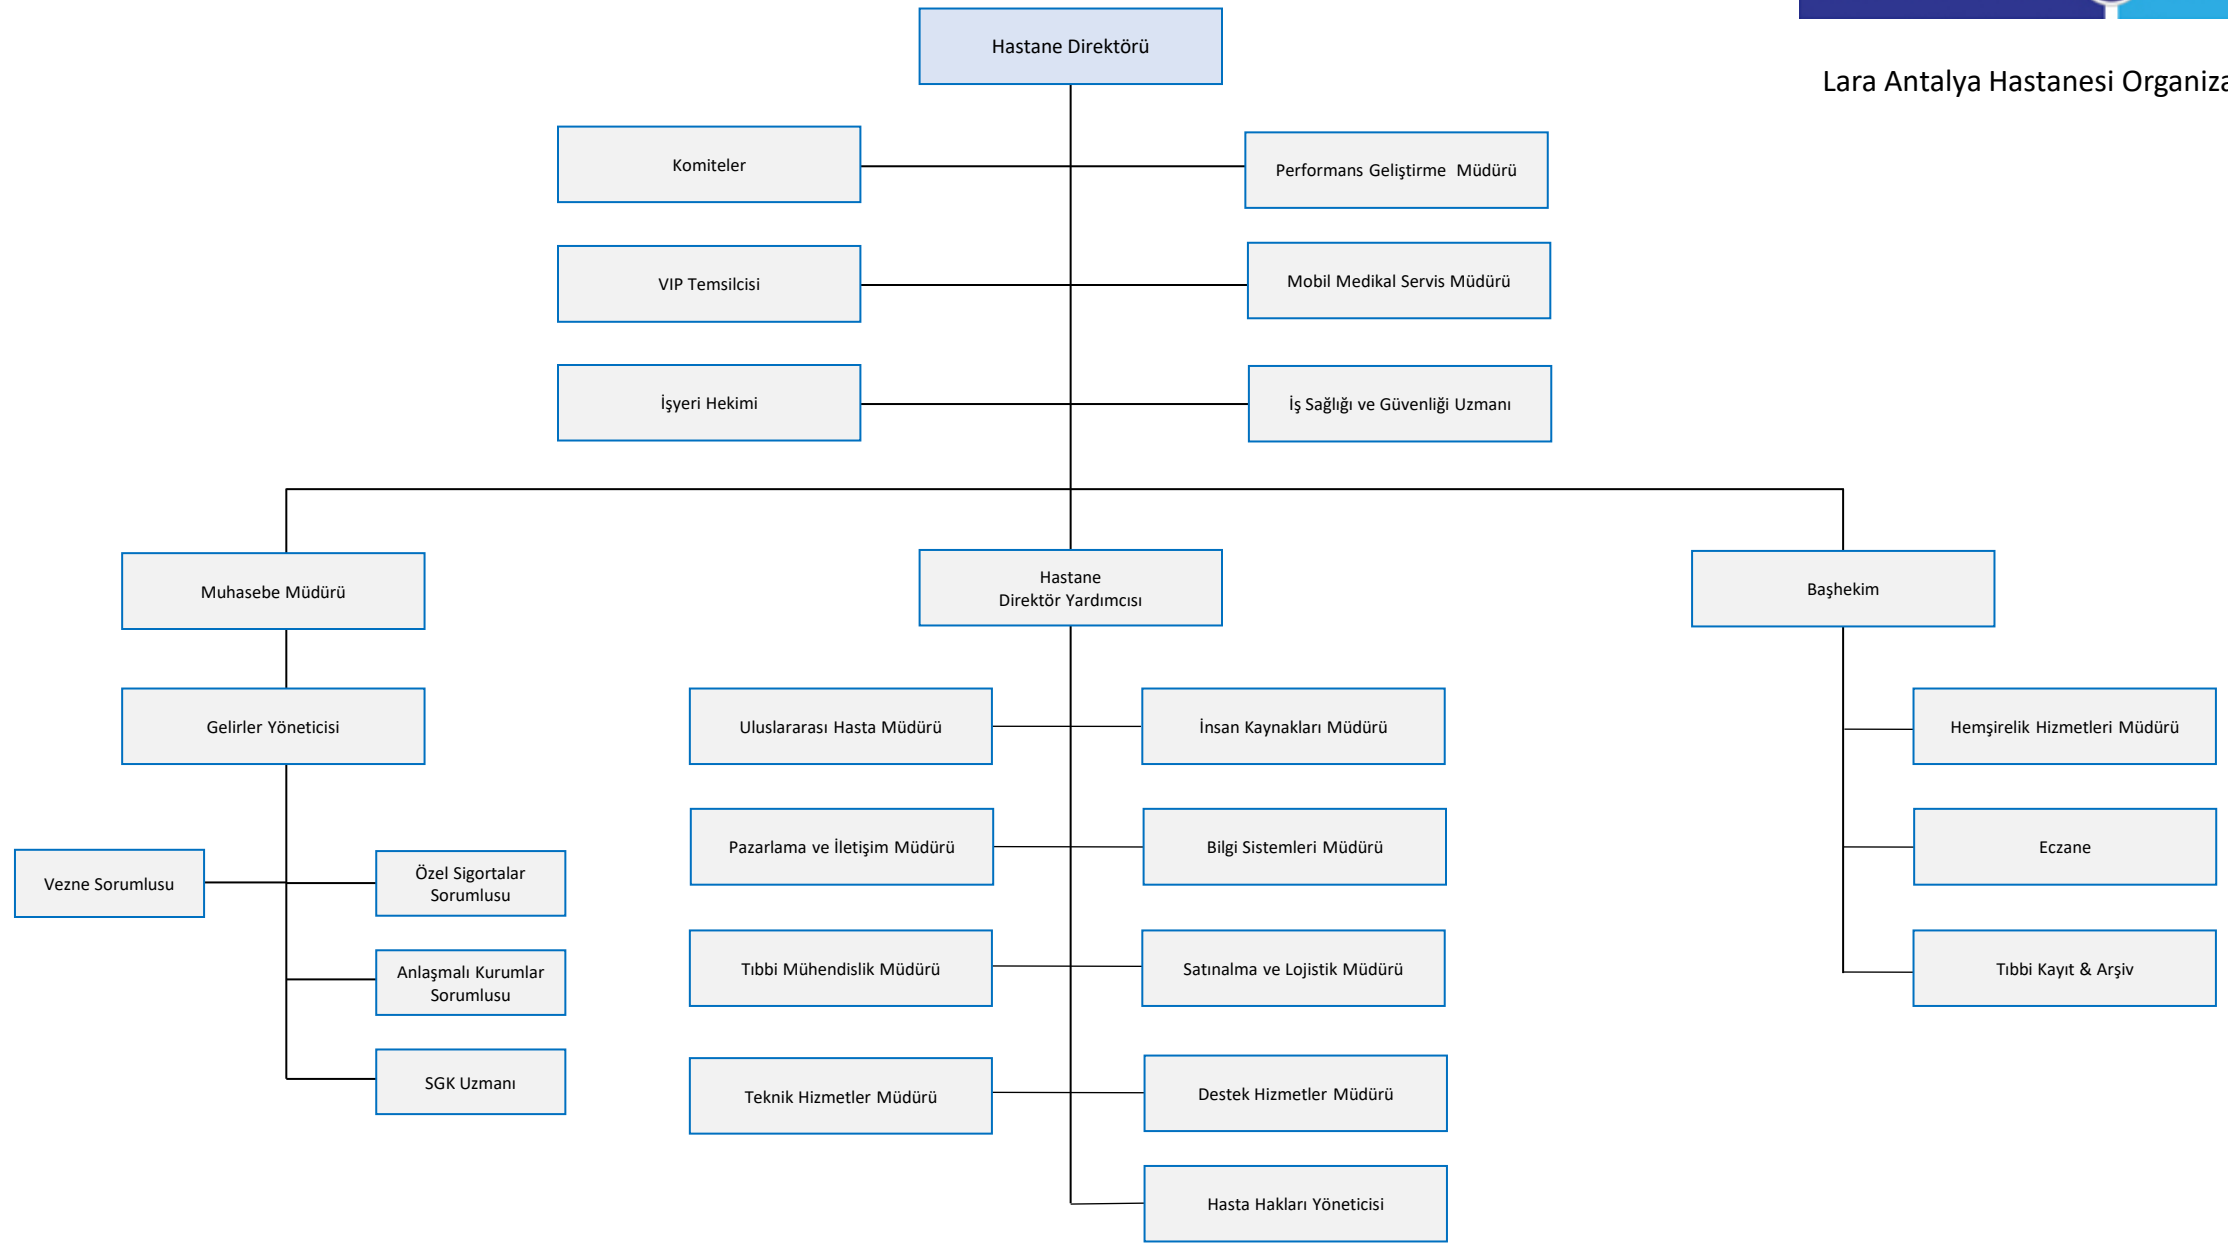 Hastane Direktörü
Lara Antalya Hastanesi
Komiteler
Performans Geliştirme Müdürü
VIP Temsilcisi
Mobil Medikal Servis Müdürü
İşyeri Hekimi
İş Sağlığı ve Güvenliği Uzmanı
Muhasebe Müdürü
Hastane
Direktör Yardımcısı
Başhekim
Gelirler Yöneticisi
Uluslararası Hasta Müdürü
İnsan Kaynakları Müdürü
Hemşirelik Hizmetleri Müdürü
Pazarlama ve İletişim Müdürü
Bilgi Sistemleri Müdürü
Eczane
Vezne Sorumlusu
Özel Sigortalar
Sorumlusu
Tıbbi Mühendislik Müdürü
Satınalma ve Lojistik Müdürü
Tıbbi Kayıt & Arşiv
Anlaşmalı Kurumlar
Sorumlusu
SGK Uzmanı
Teknik Hizmetler Müdürü
Destek Hizmetler Müdürü
Hasta Hakları Yöneticisi